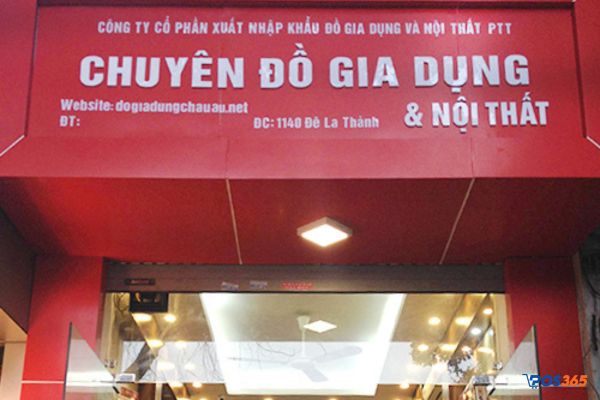 CÔNG TY CỔ PHẦN XUẤT NHẬP KHẨU ĐỒ GIA DỤNG VÀ NỘI THẤT PTT
CHUYÊN ĐỒ GIA DỤNG
& NỘI THẤT
Website: dogiadungchauau.net
ĐT: ĐC: 1140 Đê La Thành
POS365